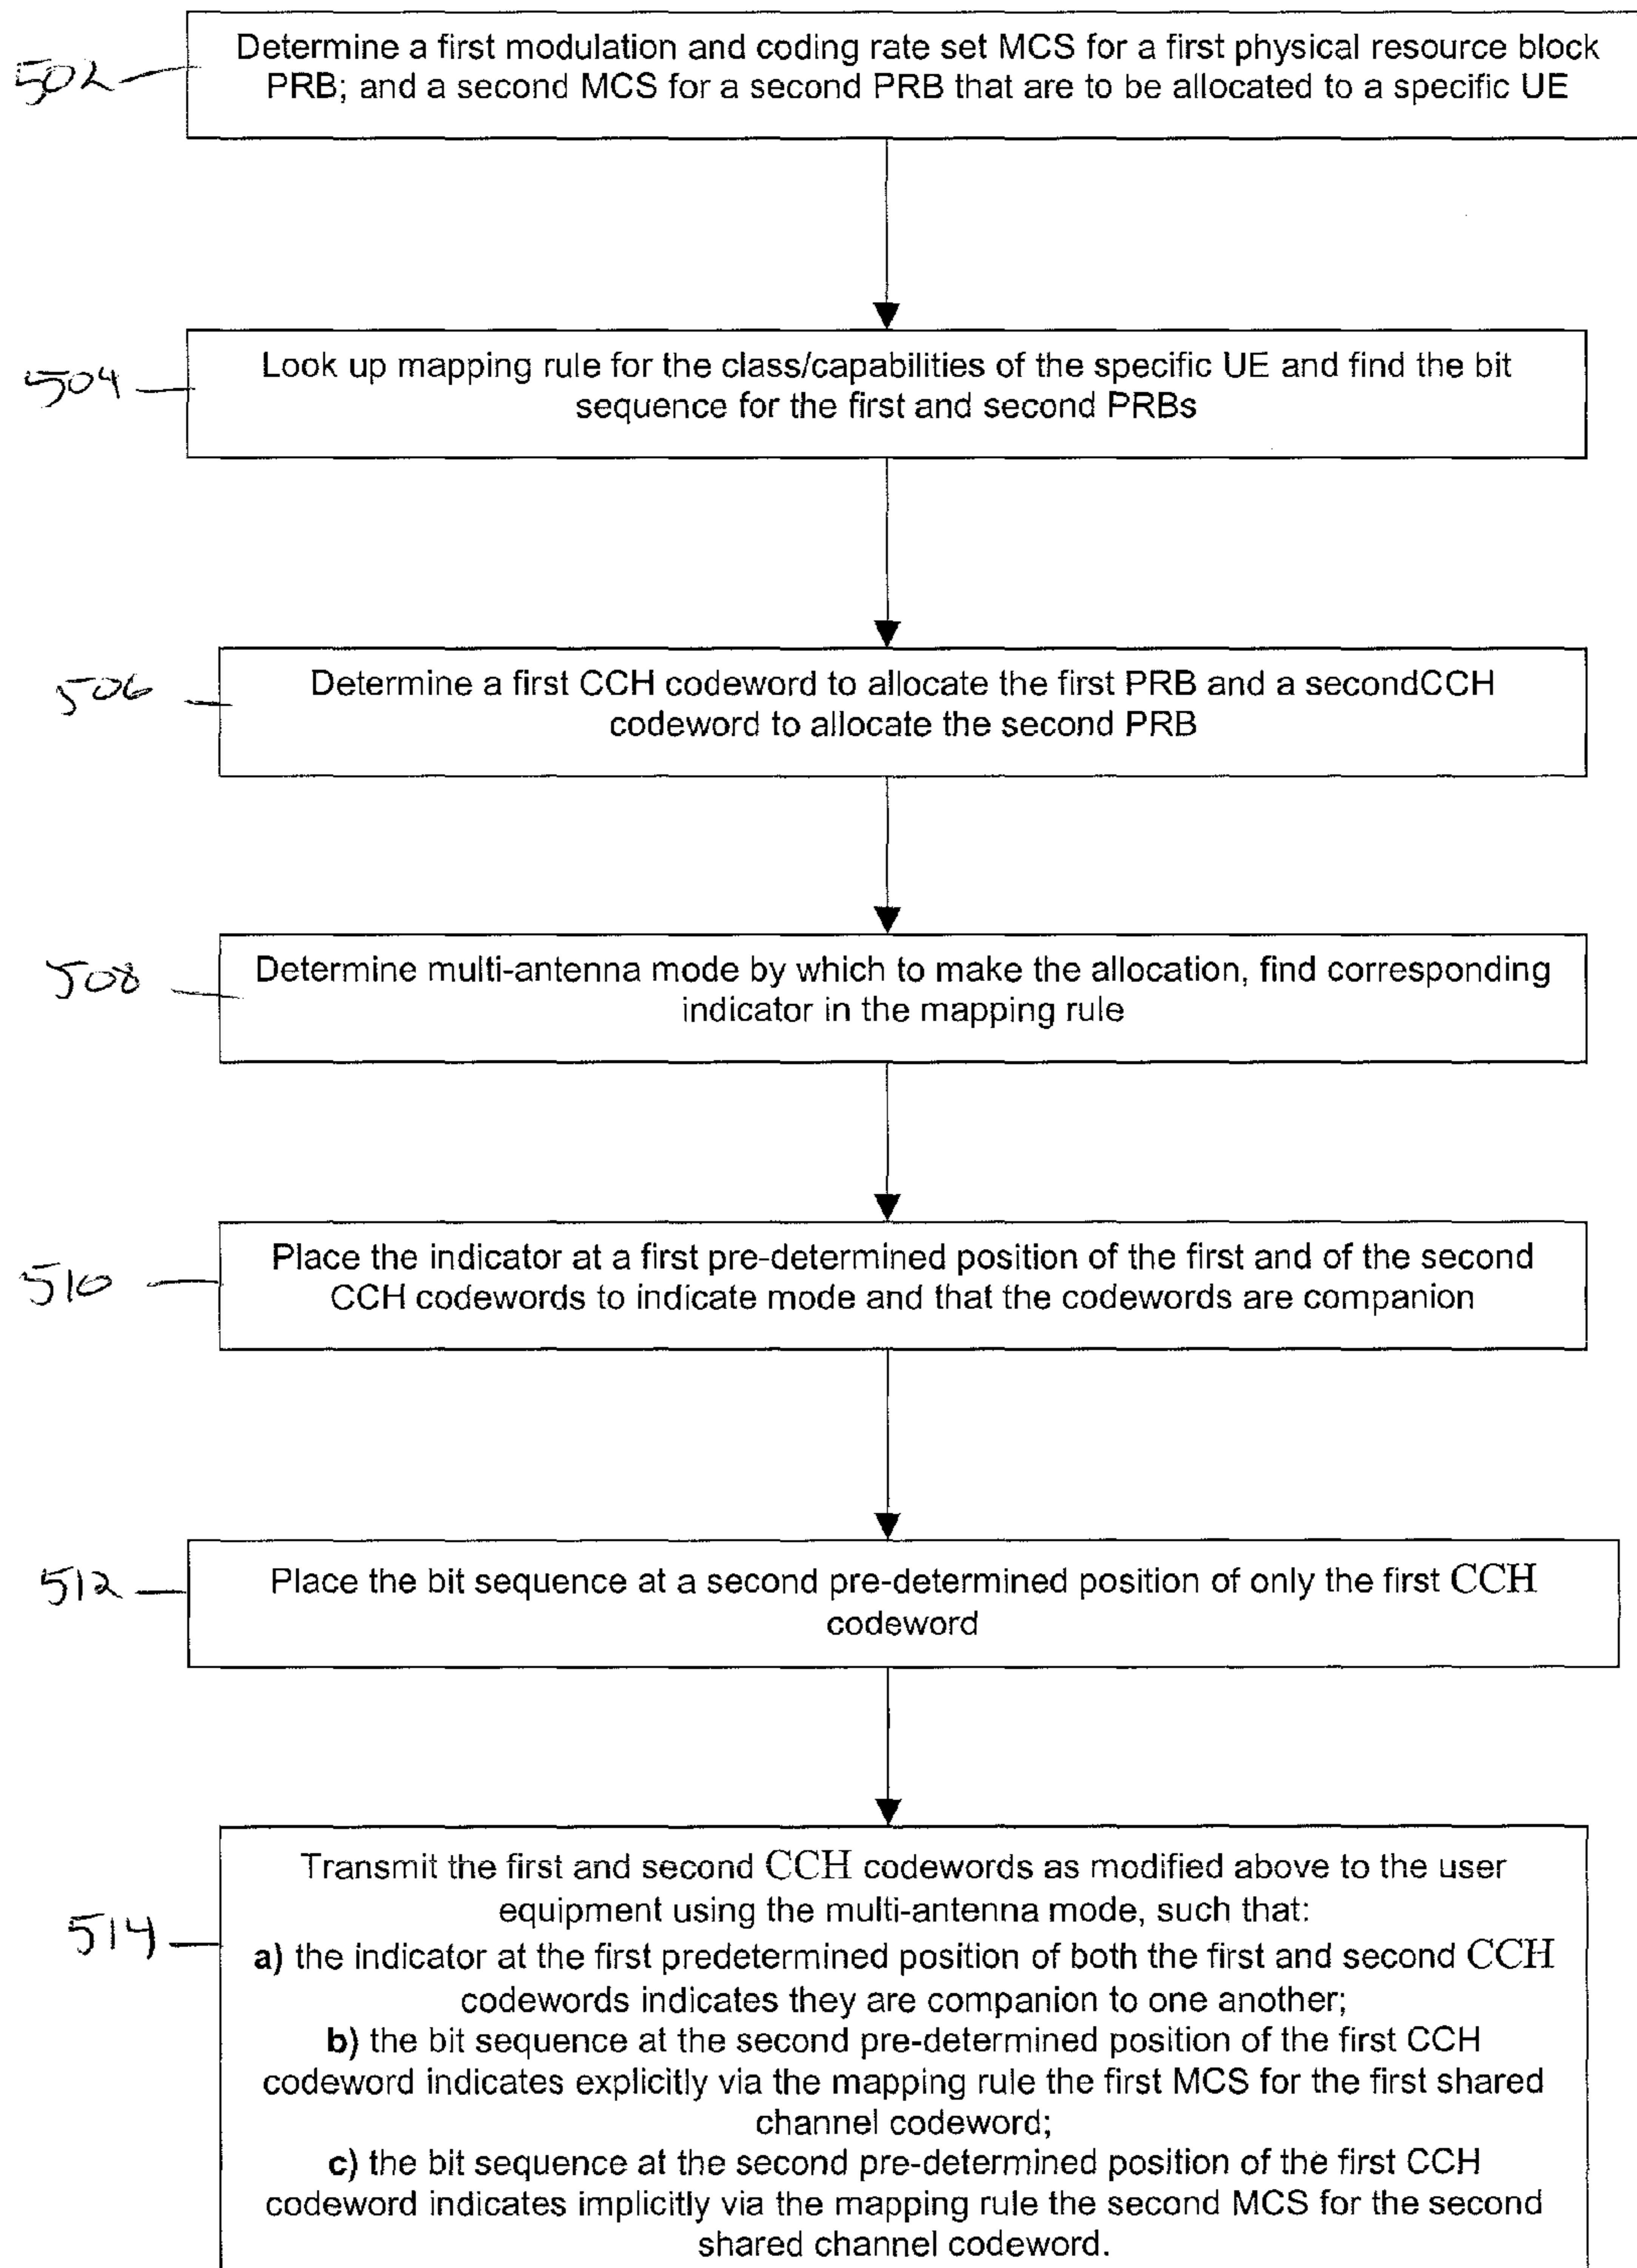 502
Determine a first modulation and coding rate set MCS for a first physical resource block
PRB; and a second MCS for a second PRB that are to be allocated to a specific UE
504
Look up mapping rule for the class/capabilities of the specific UE and find the bit
sequence for the first and second PRBs
506
Determine a first CCH codeword to allocate the first PRB and a secondCCH
codeword to allocate the second PRB
508
Determine multi-antenna mode by which to make the allocation, find corresponding
indicator in the mapping rule
510
Place the indicator at a first pre-determined position of the first and of the second
CCH codewords to indicate mode and that the codewords are companion
512
Place the bit sequence at a second pre-determined position of only the first CCH
codeword
514
Transmit the first and second CCH codewords as modified above to the user
equipment using the multi-antenna mode, such that:
a) the indicator at the first predetermined position of both the first and second CCH
codewords indicates they are companion to one another;
b) the bit sequence at the second pre-determined position of the first CCH
codeword indicates explicitly via the mapping rule the first MCS for the first shared
channel codeword;
c) the bit sequence at the second pre-determined position of the first CCH
codeword indicates implicitly via the mapping rule the second MCS for the second
shared channel codeword.